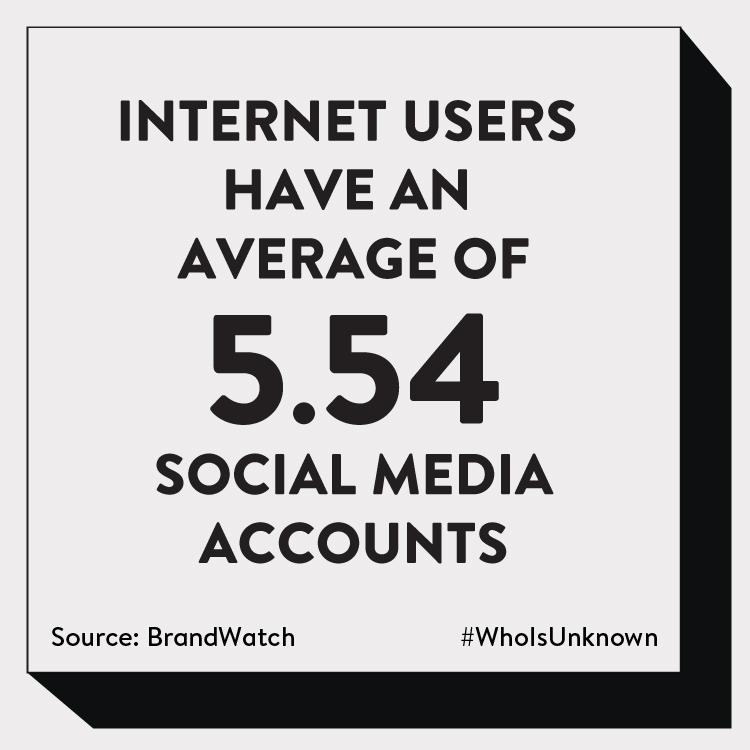 INTERNET USERS
HAVE AN
AVERAGE OF
5.54
SOCIAL MEDIA
ACCOUNTS
Source: BrandWatch
#WhoIsUnknown